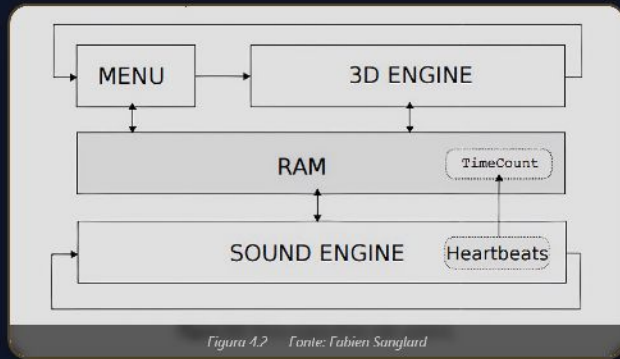 MENU
3D ENGINE
RAM
TimeCount
SOUND ENGINE
Heartbeats
Figura 4.2 Fonte: Fabien Sanglard